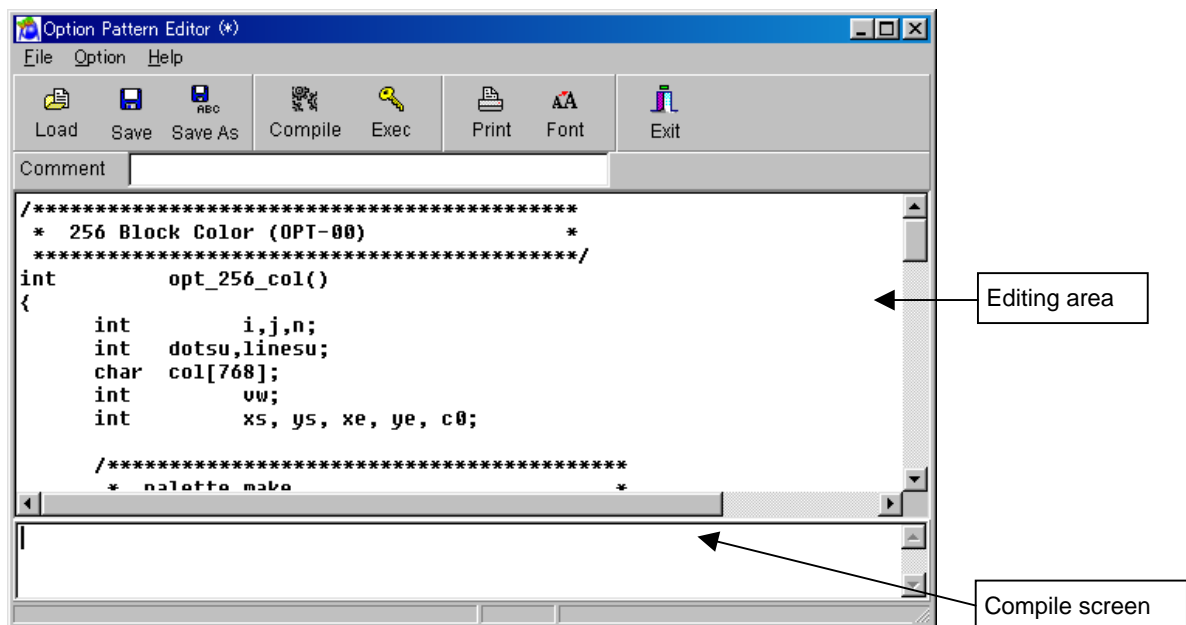 Option Pattern Editor (*)
File Option Help
Load Save ABC Save As Compile Exec Print AA Font Exit
Comment
/********************************************
* 256 Block Color (OPT-00) *
********************************************/
int opt_256_col()
{
int i,j,n;
int dotsu,linesu;
char col[768];
int vw;
int xs, ys, xe, ye, c0;
/******************************************
* palette make *
Editing area
Compile screen